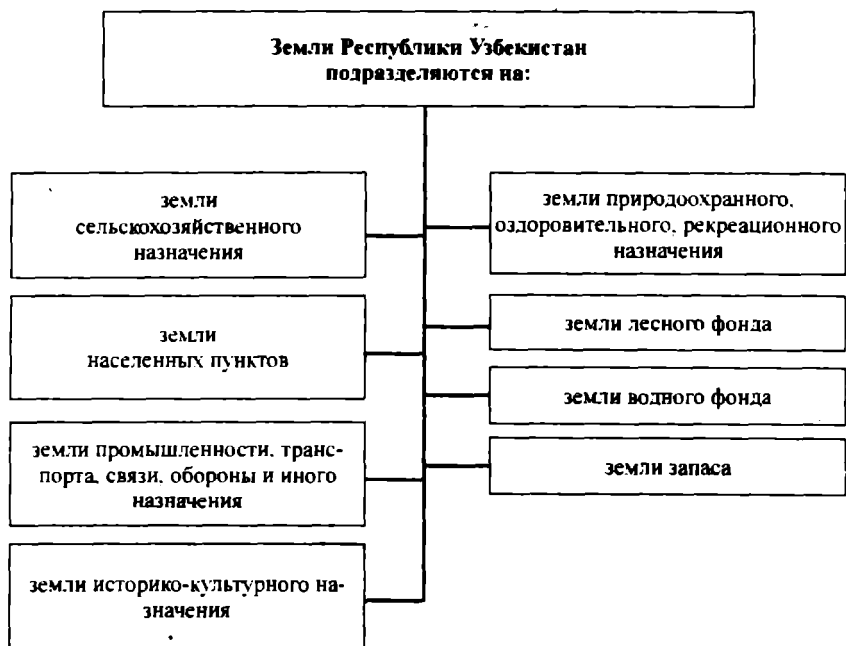 Земли Республики Узбекистан
подразделяются на:
земли
сельскохозяйственного
назначения
земли
населенных пунктов
земли промышленности, транс-
порта, связи, обороны и иного
назначения
земли историко-культурного на-
значения
земли природоохранного,
оздоровительного, рекреационного
назначения
земли лесного фонда
земли водного фонда
земли запаса